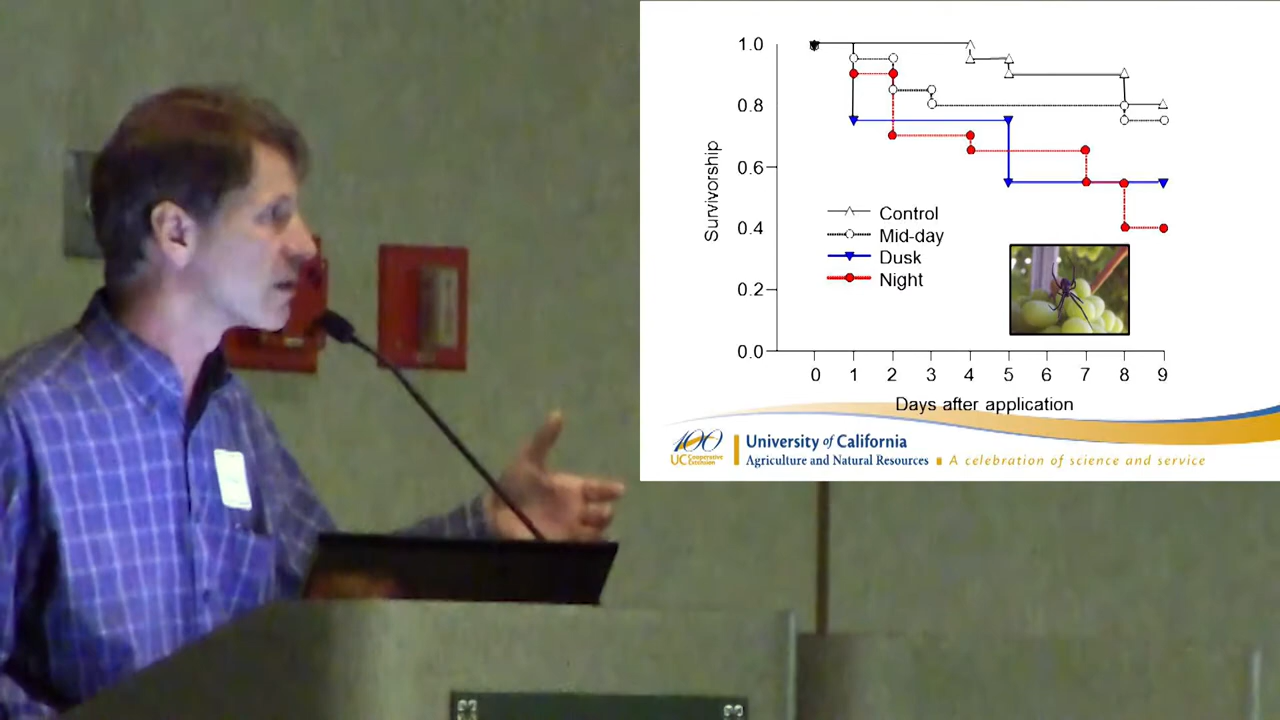 1.0
0.8
0.6
0.4
0.2
0.0
Survivorship
Control
Mid-day
Dusk
Night
0 1 2 3 4 5 6 7 8 9
Days after application
100
UC Cooperative
Extension
University of California
Agriculture and Natural Resources ■ A celebration of science and service